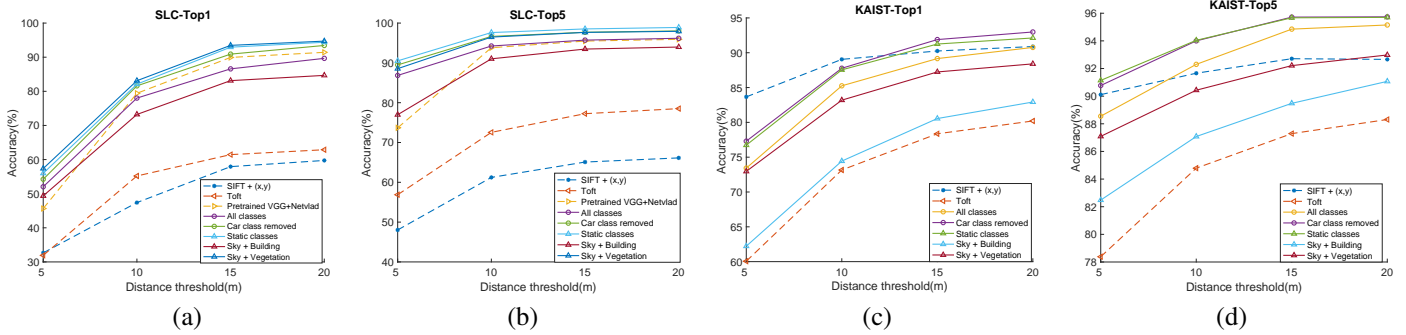 SLC-Top1
Accuracy(%)
100
90
80
70
60
50
40
30
5
10
15
20
Distance threshold(m)
SIFT + (x,y)
Toft
Pretrained VGG+Netvlad
All classes
Car class removed
Static classes
Sky + Building
Sky + Vegetation
(a)
SLC-Top5
Accuracy(%)
100
90
80
70
60
50
40
5
10
15
20
Distance threshold(m)
SIFT + (x,y)
Toft
Pretrained VGG+Netvlad
All classes
Car class removed
Static classes
Sky + Building
Sky + Vegetation
(b)
KAIST-Top1
Accuracy(%)
95
90
85
80
75
70
65
60
5
10
15
20
Distance threshold(m)
SIFT + (x,y)
Toft
All classes
Car class removed
Static classes
Sky + Building
Sky + Vegetation
(c)
KAIST-Top5
Accuracy(%)
96
94
92
90
88
86
84
82
80
78
5
10
15
20
Distance threshold(m)
SIFT + (x,y)
Toft
All classes
Car class removed
Static classes
Sky + Building
Sky + Vegetation
(d)